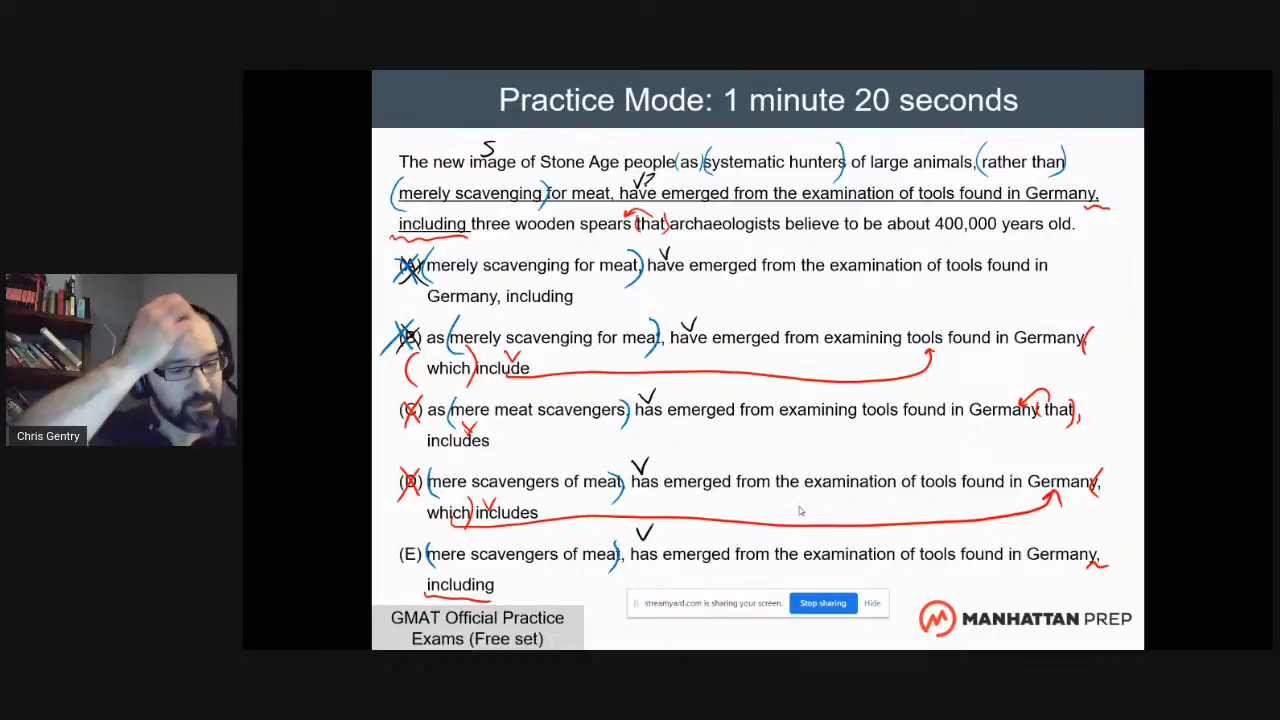 Practice Mode: 1 minute 20 seconds
S
The new image of Stone Age people (as) (systematic hunters) of large animals, (rather than)
V?
(merely scavenging) for meat, have emerged from the examination of tools found in Germany,
including three wooden spears (that) archaeologists believe to be about 400,000 years old.
V
(A) (merely scavenging for meat), have emerged from the examination of tools found in
Germany, including
V
(B) as (merely scavenging for meat), have emerged from examining tools found in Germany, (
(which) include
V
V
(C) as (mere meat scavengers), has emerged from examining tools found in Germany (that),
includes
V
V
(D) (mere scavengers of meat), has emerged from the examination of tools found in Germany, (
which) includes
V
V
(E) (mere scavengers of meat), has emerged from the examination of tools found in Germany,
including
streamyard.com is sharing your screen. Stop sharing Hide
GMAT Official Practice
Exams (Free set)
MANHATTAN PREP
Chris Gentry